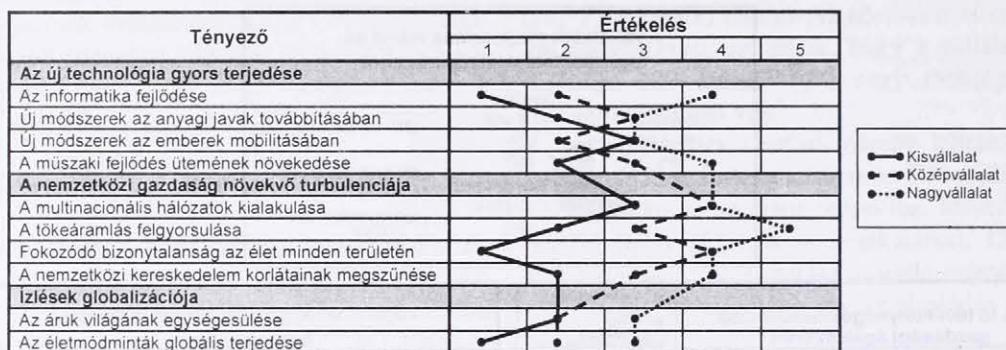 Tényező
Értékelés
1 2 3 4 5
Az új technológia gyors terjedése
Az informatika fejlődése
Új módszerek az anyagi javak továbbításában
Új módszerek az emberek mobilitásában
A műszaki fejlődés ütemének növekedése
A nemzetközi gazdaság növekvő turbulenciája
A multinacionális hálózatok kialakulása
A tőkeáramlás felgyorsulása
Fokozódó bizonytalanság az élet minden területén
A nemzetközi kereskedelem korlátainak megszűnése
Ízlések globalizációja
Az áruk világának egységesülése
Az életmódminták globális terjedése
Kisvállalat
Középvállalat
Nagyvállalat